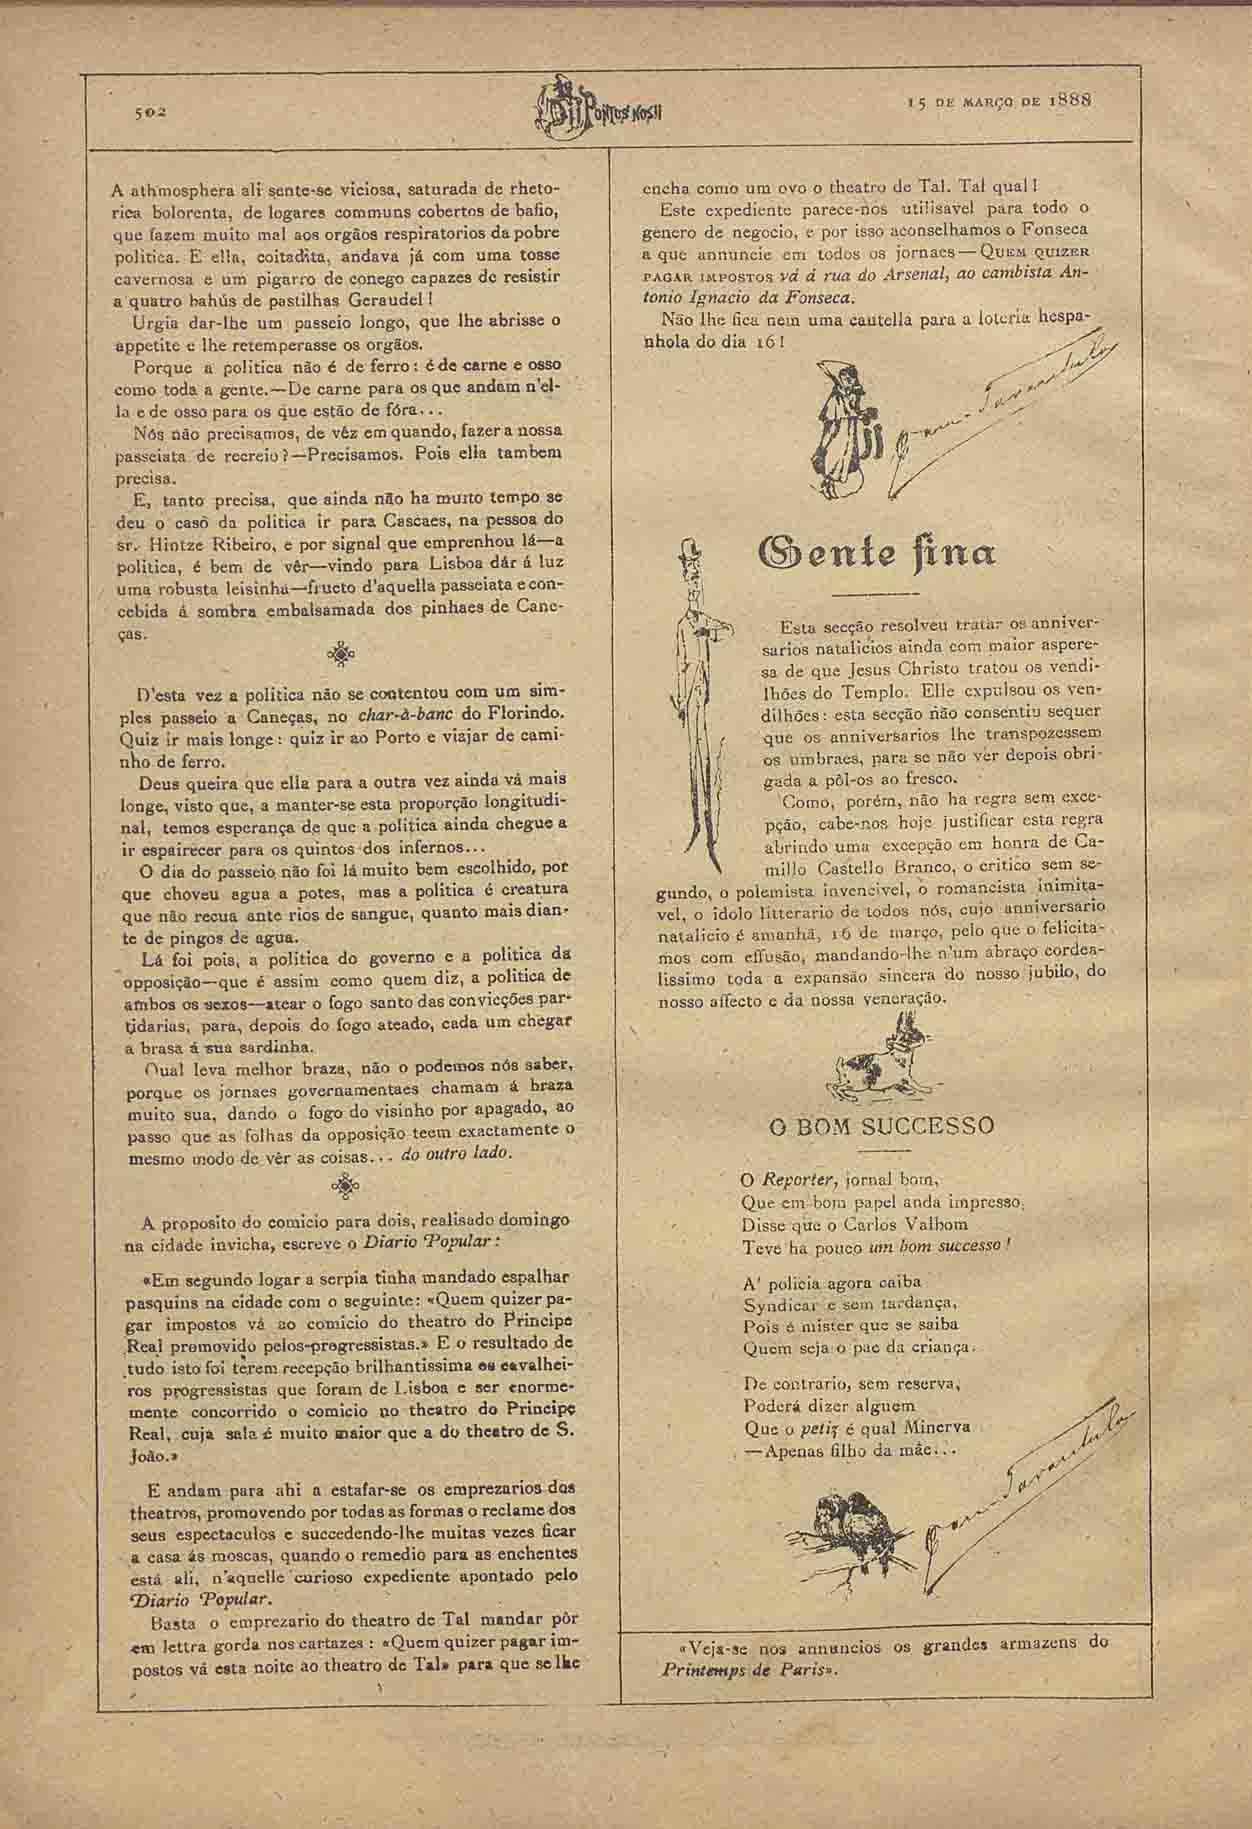 502
Pontos nos ii
15 DE MARÇO DE 1888
A athmosphera ali sente-se viciosa, saturada de rheto-
rica bolorenta, de logares communs cobertos de bafio,
que fazem muito mal aos orgãos respiratorios da pobre
politica. E ella, coitadita, andava já com uma tosse
cavernosa e um pigarro de conego capazes de resistir
a quatro bahús de pastilhas Geraudel!
Urgia dar-lhe um passeio longo, que lhe abrisse o
appetite e lhe retemperasse os orgãos.
Porque a politica não é de ferro: é de carne e osso
como toda a gente.—De carne para os que andam n'el-
la e de osso para os que estão de fóra...
Nós não precisamos, de vêz em quando, fazer a nossa
passeiata de recreio?—Precisamos. Pois ella tambem
precisa.
E, tanto precisa, que ainda não ha muito tempo se
deu o caso da politica ir para Cascaes, na pessoa do
sr. Hintze Ribeiro, e por signal que emprenhou lá—a
politica, é bem de vêr—vindo para Lisboa dár á luz
uma robusta leisinha—fructo d'aquella passeiata e con-
cebida á sombra embalsamada dos pinhaes de Cane-
ças.
D'esta vez a politica não se contentou com um sim-
ples passeio a Caneças, no char-à-banc do Florindo.
Quiz ir mais longe: quiz ir ao Porto e viajar de cami-
nho de ferro.
Deus queira que ella para a outra vez ainda vá mais
longe, visto que, a manter-se esta proporção longitudi-
nal, temos esperança de que a politica ainda chegue a
ir espairecer para os quintos dos infernos...
O dia do passeio não foi lá muito bem escolhido, por
que choveu agua a potes, mas a politica é creatura
que não recua ante rios de sangue, quanto mais dian-
te de pingos de agua.
Lá foi pois, a politica do governo e a politica da
opposição—que é assim como quem diz, a politica de
ambos os sexos—atear o fogo santo das convicções par-
tidarias, para, depois do fogo ateado, cada um chegar
a brasa á sua sardinha.
Qual leva melhor braza, não o podemos nós saber,
porque os jornaes governamentaes chamam á braza
muito sua, dando o fogo do visinho por apagado, ao
passo que as folhas da opposição teem exactamente o
mesmo modo de vêr as coisas... do outro lado.
A proposito do comicio para dois, realisado domingo
na cidade invicha, escreve o Diario Popular:
«Em segundo logar a serpia tinha mandado espalhar
pasquins na cidade com o seguinte: «Quem quizer pa-
gar impostos vá ao comicio do theatro do Principe
Real promovido pelos progressistas.» E o resultado de
tudo isto foi terem recepção brilhantissima os cavalhei-
ros progressistas que foram de Lisboa e ser enorme-
mente concorrido o comicio no theatro do Principe
Real, cuja sala é muito maior que a do theatro de S.
João.»
E andam para ahi a estafar-se os emprezarios dos
theatros, promovendo por todas as formas o reclame dos
seus espectaculos e succedendo-lhe muitas vezes ficar
a casa ás moscas, quando o remedio para as enchentes
está ali, n'aquelle curioso expediente apontado pelo
Diario Popular.
Basta o emprezario do theatro de Tal mandar pôr
em lettra gorda nos cartazes: «Quem quizer pagar im-
postos vá esta noite ao theatro de Tal» para que se lhe
encha como um ovo o theatro de Tal. Tal qual!
Este expediente parece-nos utilisavel para todo o
genero de negocio, e por isso aconselhamos o Fonseca
a que annuncie em todos os jornaes—QUEM QUIZER
PAGAR IMPOSTOS vá á rua do Arsenal, ao cambista An-
tonio Ignacio da Fonseca.
Não lhe fica nem uma cautella para a loteria hespa-
nhola do dia 16!
Pan-Tarantula
Gente fina
Esta secção resolveu tratar os anniver-
sarios natalicios ainda com maior aspere-
sa de que Jesus Christo tratou os vendi-
lhões do Templo. Elle expulsou os ven-
dilhões: esta secção não consentiu sequer
que os anniversarios lhe transpozessem
os umbraes, para se não vêr depois obri-
gada a pôl-os ao fresco.
Como, porém, não ha regra sem exce-
pção, cabe-nos hoje justificar esta regra
abrindo uma excepção em honra de Ca-
millo Castello Branco, o critico sem se-
gundo, o polemista invencivel, o romancista inimita-
vel, o idolo litterario de todos nós, cujo anniversario
natalicio é amanhã, 16 de março, pelo que o felicita-
mos com effusão, mandando-lhe n'um abraço cordea-
lissimo toda a expansão sincera do nosso jubilo, do
nosso affecto e da nossa veneração.
O BOM SUCCESSO
O Reporter, jornal bom,
Que em bom papel anda impresso,
Disse que o Carlos Valhom
Teve ha pouco um bom successo!
A' policia agora caiba
Syndicar e sem tardança,
Pois é mister que se saiba
Quem seja o pae da criança.
De contrario, sem reserva,
Poderá dizer alguem
Que o petiz é qual Minerva
—Apenas filho da mãe...
Pan-Tarantula
«Veja-se nos annuncios os grandes armazens do
Printemps de Paris».